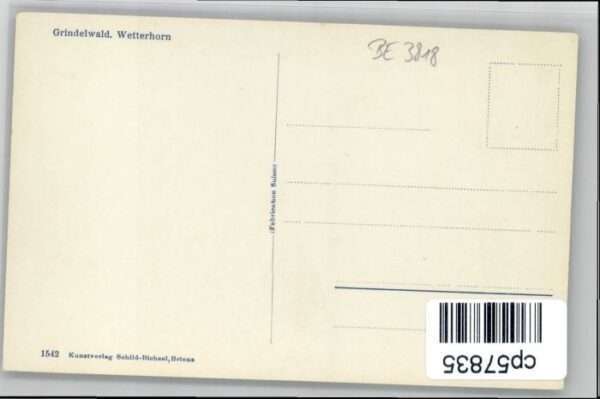 Grindelwald. Wetterhorn
BE 3818
(Fabrication Suisse)
1542 Kunstverlag Schild-Bichsel, Brienz
cp57835